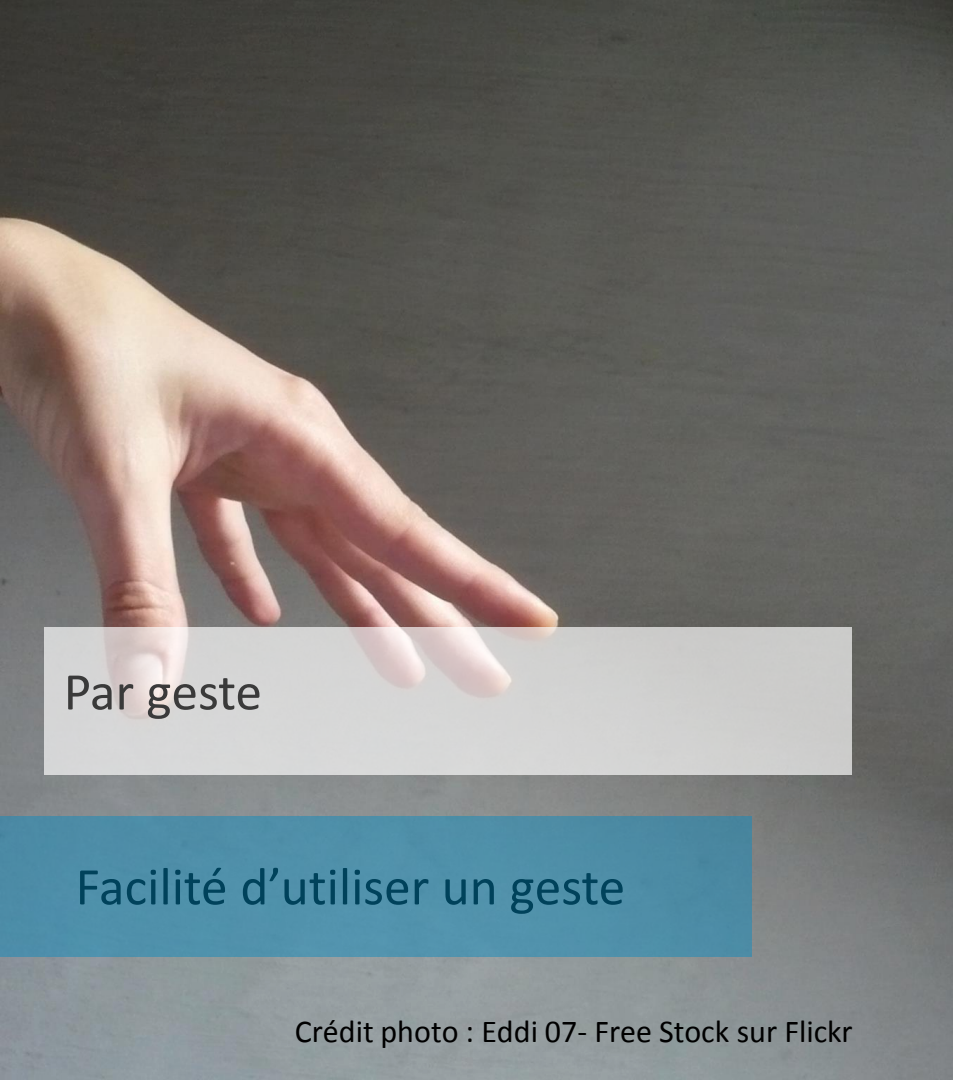 Par geste
Facilité d’utiliser un geste
Crédit photo : Eddi 07- Free Stock sur Flickr